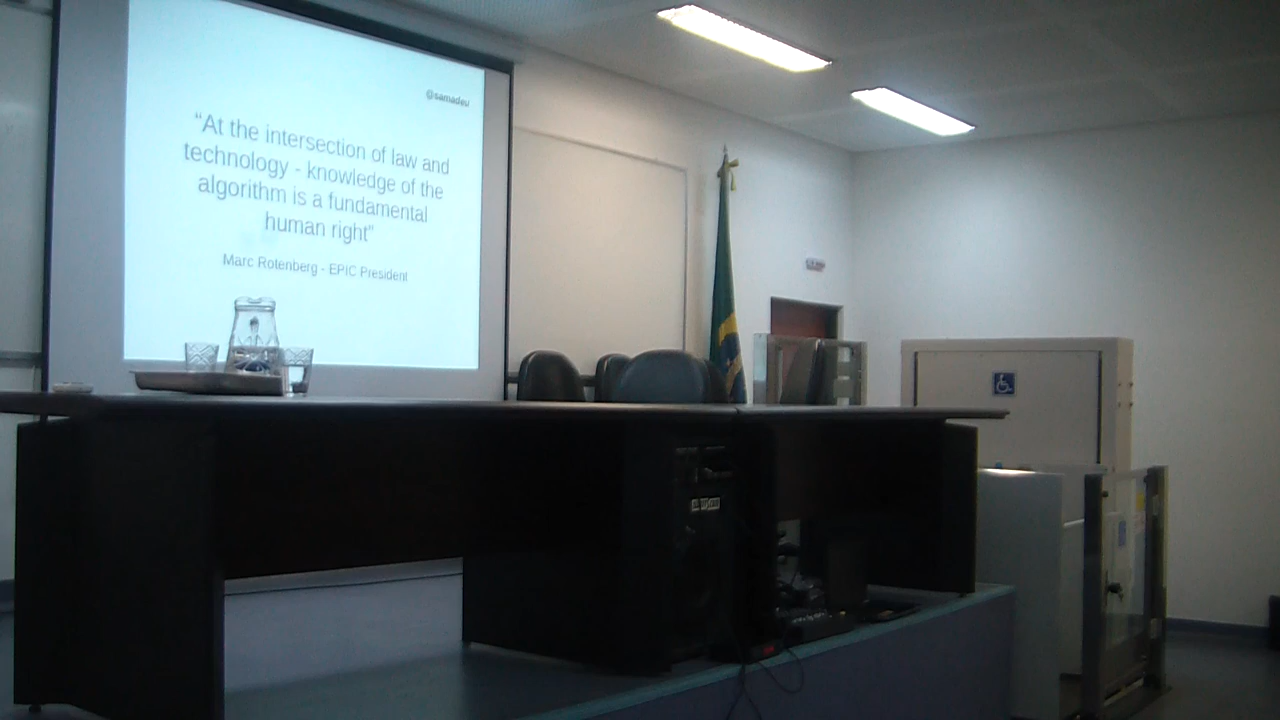 @samadeu
“At the intersection of law and
technology - knowledge of the
algorithm is a fundamental
human right”
Marc Rotenberg - EPIC President